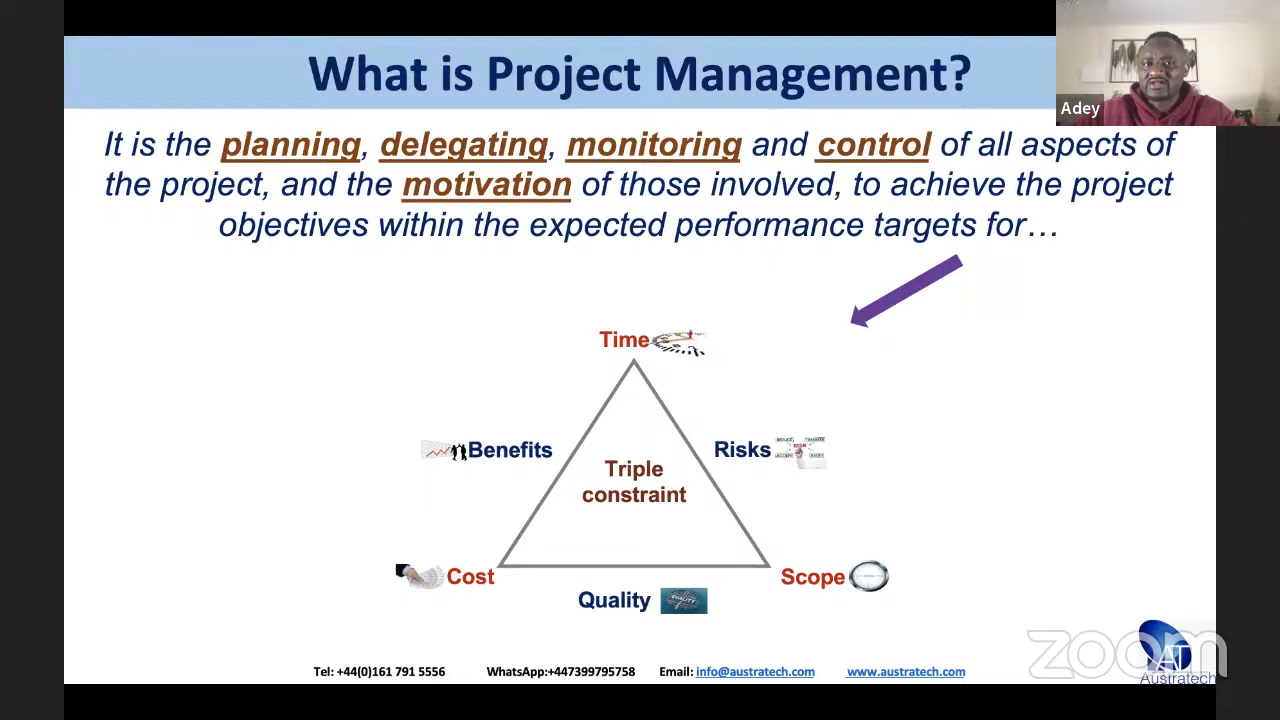 What is Project Management?
Adey
It is the planning, delegating, monitoring and control of all aspects of
the project, and the motivation of those involved, to achieve the project
objectives within the expected performance targets for…
Time
Benefits
Risks
RISK
Triple
constraint
Cost
Scope
Quality
QUALITY
Tel: +44(0)161 791 5556 WhatsApp:+447399795758 Email: info@austratech.com www.austratech.com
zoom
AT
Austratech